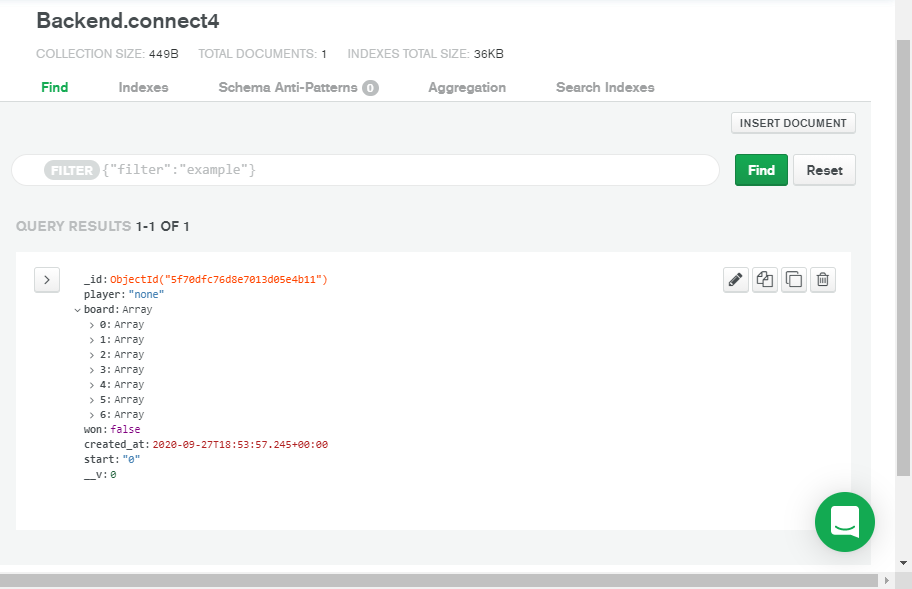 Backend.connect4
COLLECTION SIZE: 449B TOTAL DOCUMENTS: 1 INDEXES TOTAL SIZE: 36KB
Find Indexes Schema Anti-Patterns 0 Aggregation Search Indexes
INSERT DOCUMENT
FILTER {"filter":"example"} Find Reset
QUERY RESULTS 1-1 OF 1
_id: ObjectId("5f70dfc76d8e7013d05e4b11")
player: "none"
board: Array
0: Array
1: Array
2: Array
3: Array
4: Array
5: Array
6: Array
won: false
created_at: 2020-09-27T18:53:57.245+00:00
start: "0"
__v: 0